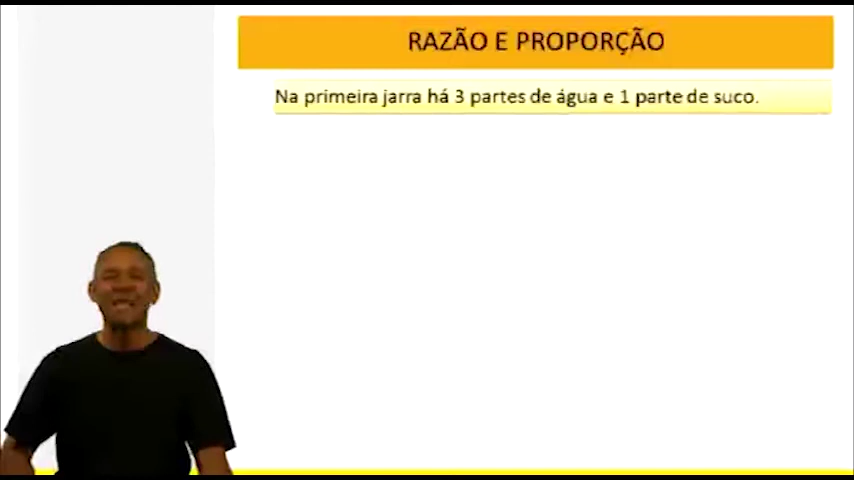 RAZÃO E PROPORÇÃO
Na primeira jarra há 3 partes de água e 1 parte de suco.